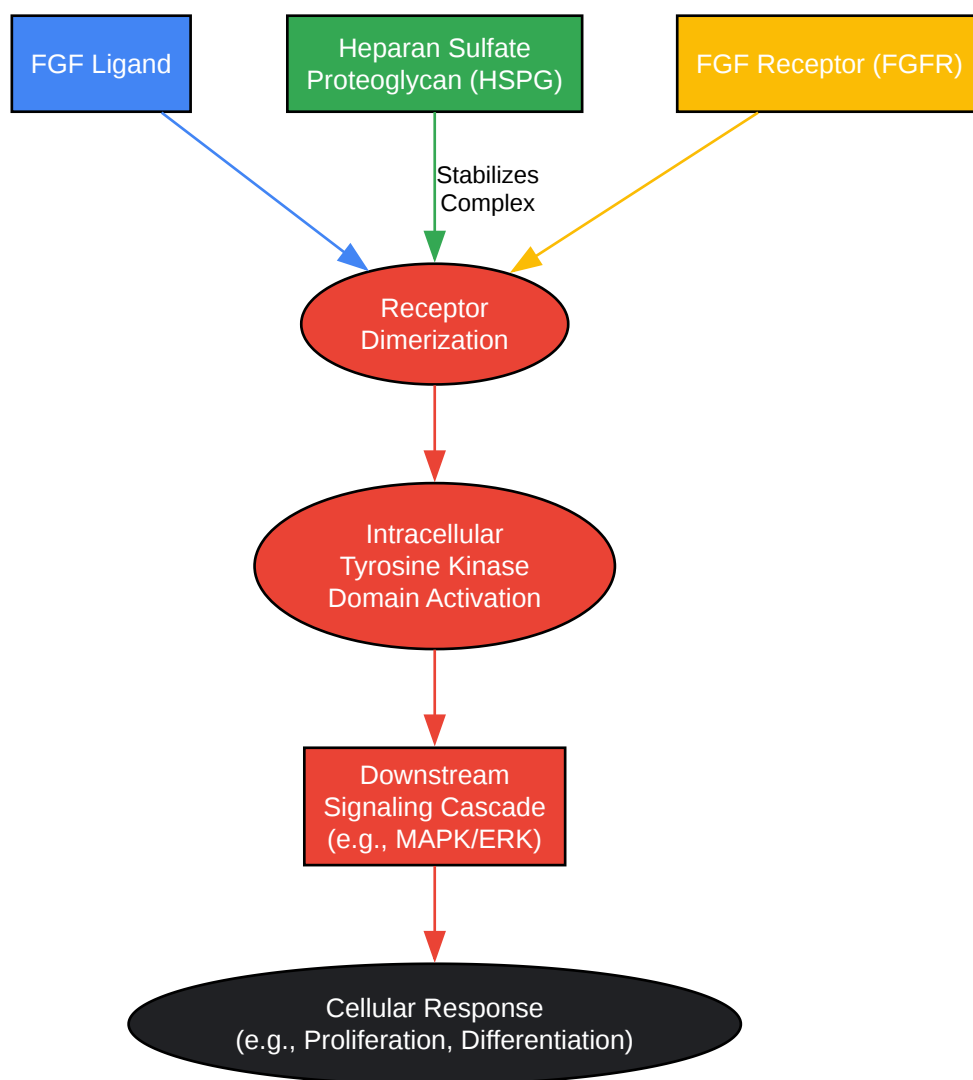 FGF Ligand
Heparan Sulfate
Proteoglycan (HSPG)
FGF Receptor (FGFR)
Stabilizes
Complex
Receptor
Dimerization
Intracellular
Tyrosine Kinase
Domain Activation
Downstream
Signaling Cascade
(e.g., MAPK/ERK)
Cellular Response
(e.g., Proliferation, Differentiation)